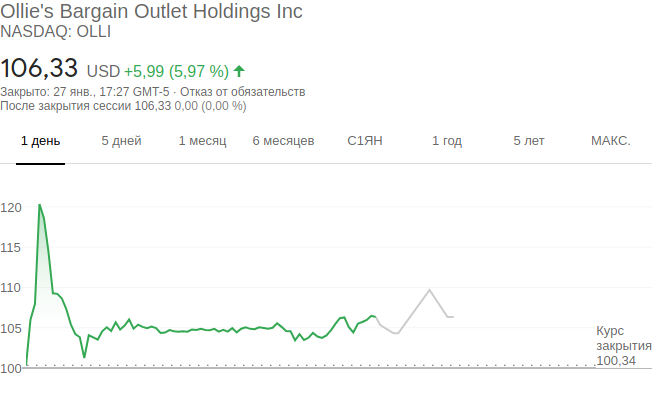 Ollie's Bargain Outlet Holdings Inc
NASDAQ: OLLI
106,33 USD +5,99 (5,97 %)
Закрыто: 27 янв., 17:27 GMT-5 · Отказ от обязательств
После закрытия сессии 106,33 0,00 (0,00 %)
1 день 5 дней 1 месяц 6 месяцев С1ЯН 1 год 5 лет МАКС.
120
115
110
105
Курс
закрытия
100,34
100